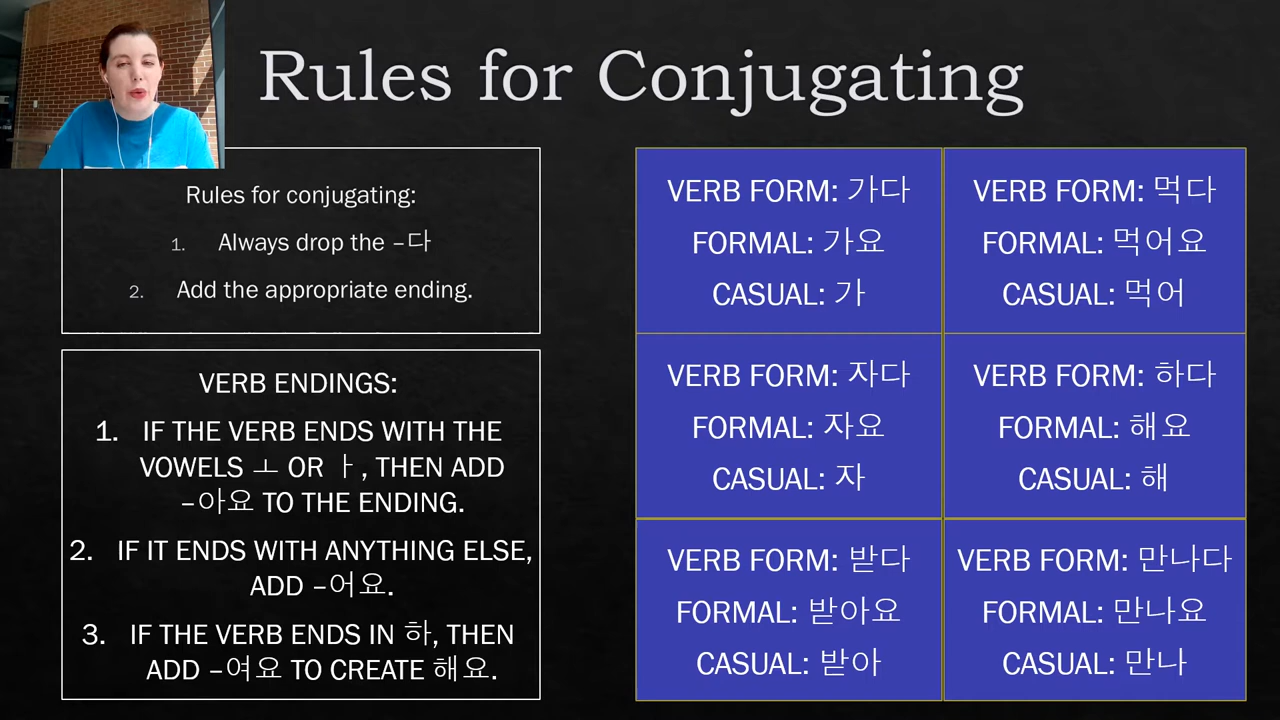 Rules for Conjugating
Rules for conjugating:
1. Always drop the –다
2. Add the appropriate ending.
VERB ENDINGS:
1. IF THE VERB ENDS WITH THE
VOWELS ㅗ OR ㅏ, THEN ADD
–아요 TO THE ENDING.
2. IF IT ENDS WITH ANYTHING ELSE,
ADD –어요.
3. IF THE VERB ENDS IN 하, THEN
ADD –여요 TO CREATE 해요.
VERB FORM: 가다
FORMAL: 가요
CASUAL: 가
VERB FORM: 먹다
FORMAL: 먹어요
CASUAL: 먹어
VERB FORM: 자다
FORMAL: 자요
CASUAL: 자
VERB FORM: 하다
FORMAL: 해요
CASUAL: 해
VERB FORM: 받다
FORMAL: 받아요
CASUAL: 받아
VERB FORM: 만나다
FORMAL: 만나요
CASUAL: 만나